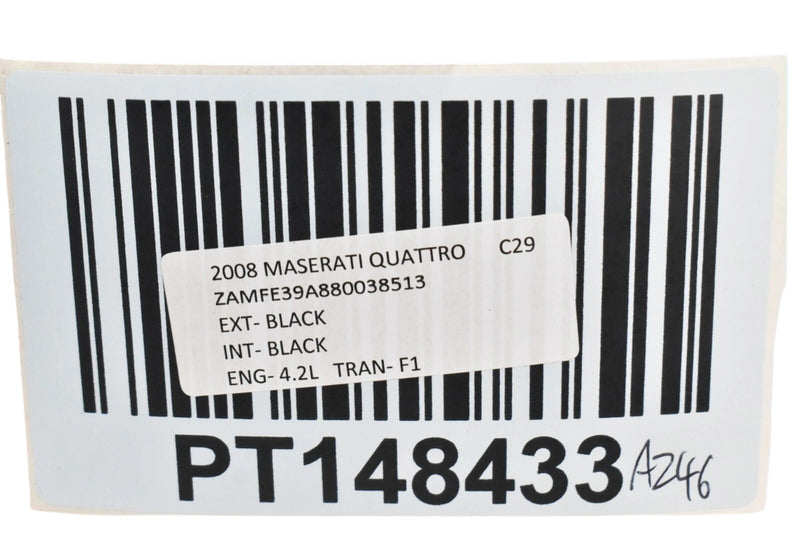 2008 MASERATI QUATTRO C29
ZAMFE39A880038513
EXT- BLACK
INT- BLACK
ENG- 4.2L TRAN- F1
PT148433 A246